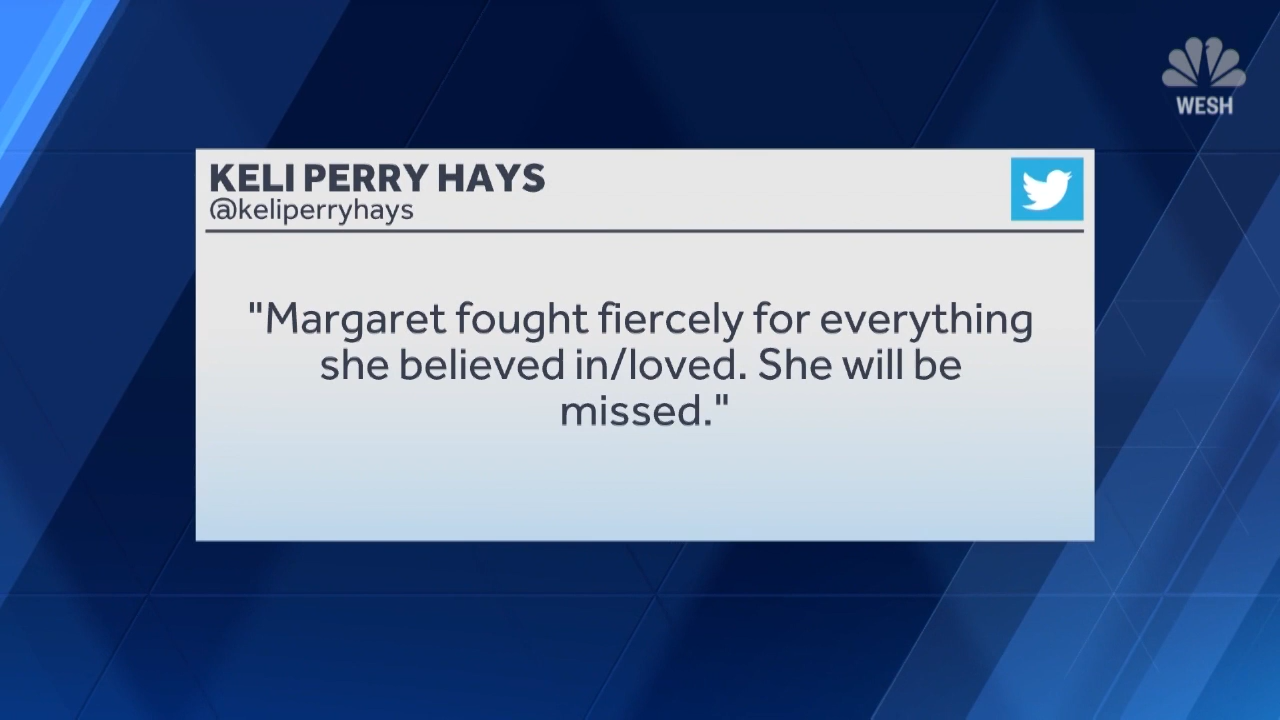 WESH
KELI PERRY HAYS
@keliperryhays
"Margaret fought fiercely for everything
she believed in/loved. She will be
missed."